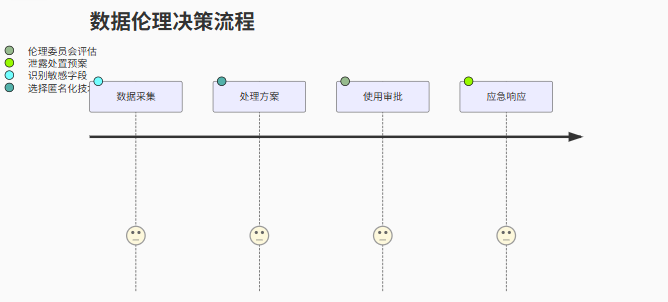 数据伦理决策流程
伦理委员会评估
泄露处置预案
识别敏感字段
选择匿名化技
数据采集
处理方案
使用审批
应急响应